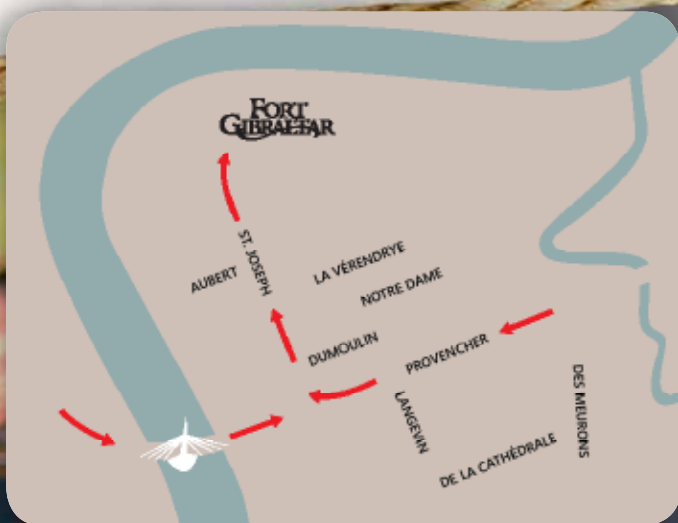 FORT
GIBRALTAR
ST. JOSEPH
AUBERT
LA VÉRENDRYE
NOTRE DAME
DUMOULIN
PROVENCHER
LANGEVIN
DES MEURONS
DE LA CATHÉDRALE